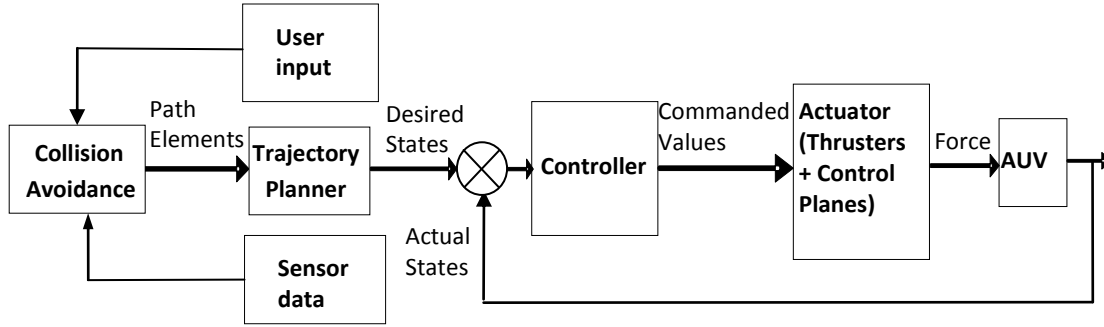 User
input
Path
Elements
Desired
States
Commanded
Values
Actuator
(Thrusters
+ Control
Planes)
Force
AUV
Collision
Avoidance
Trajectory
Planner
Controller
Actual
States
Sensor
data